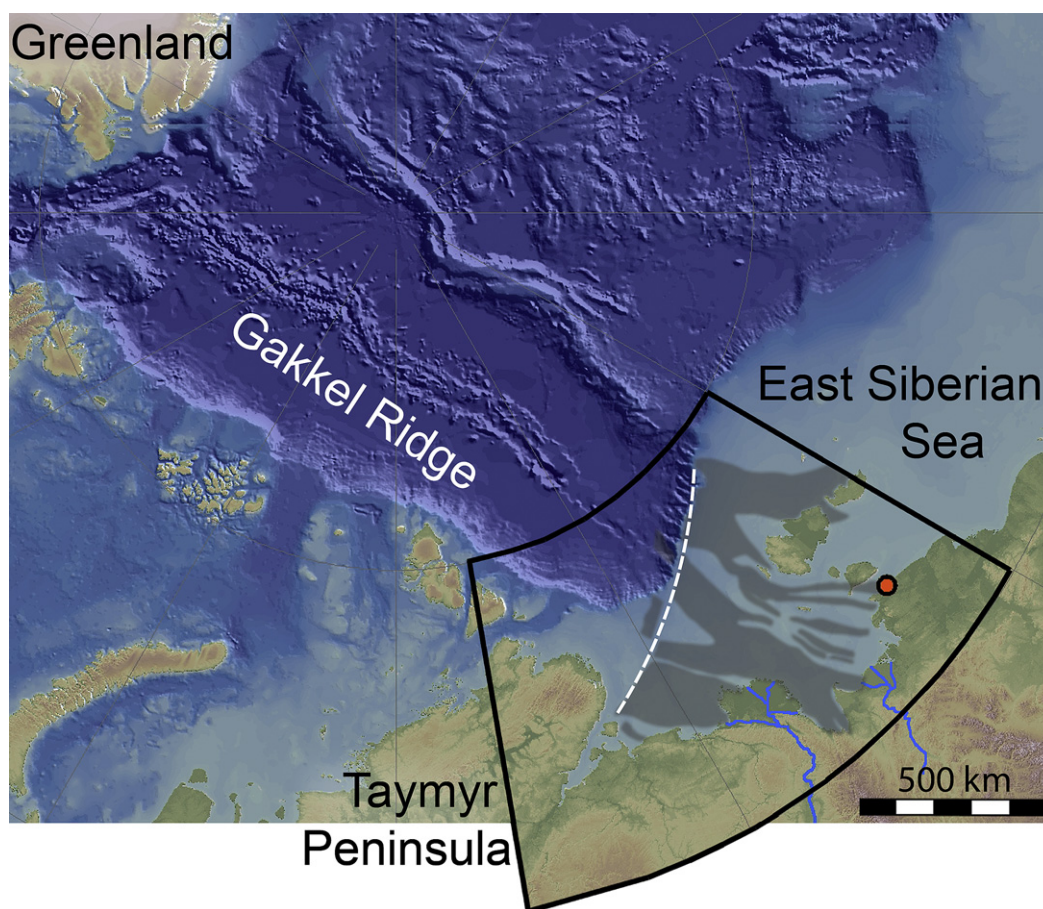 Greenland
Gakkel Ridge
East Siberian
Sea
Taymyr
Peninsula
500 km